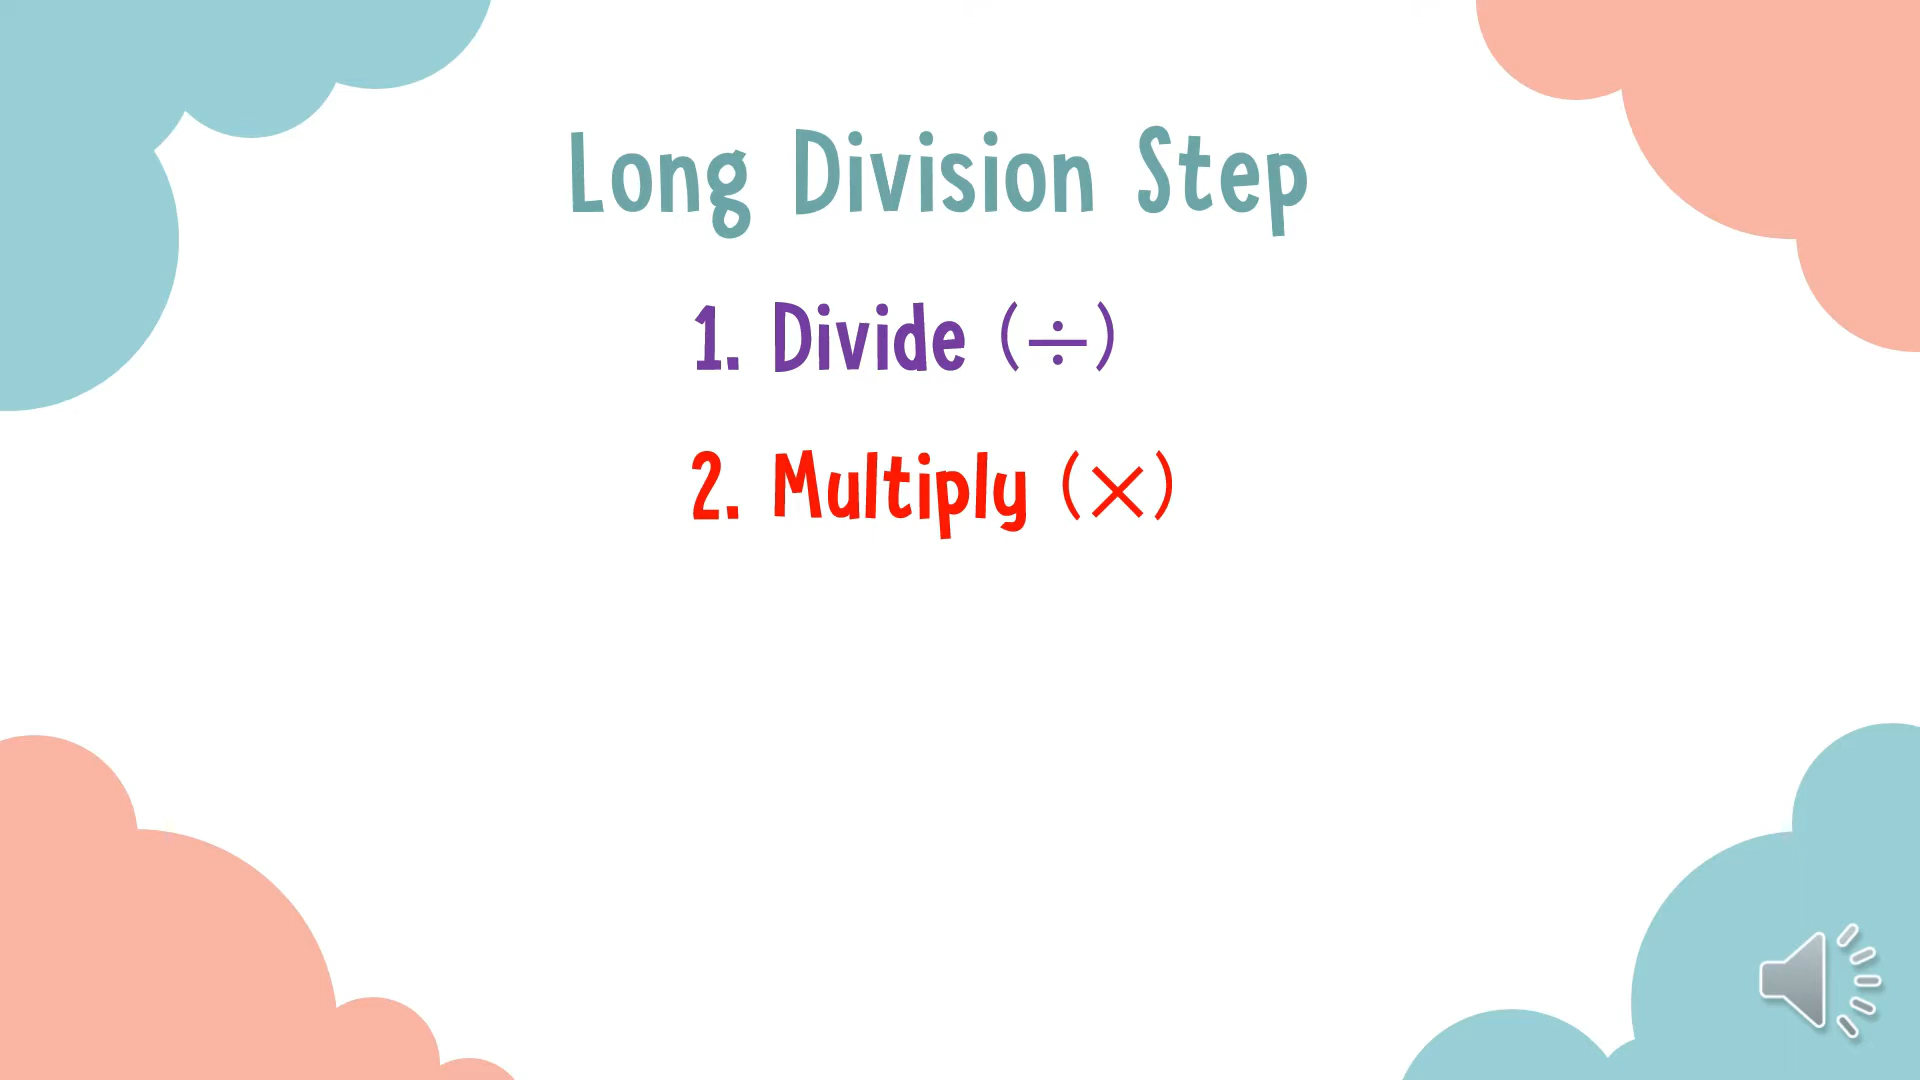 Long Division Step
1. Divide (÷)
2. Multiply (×)